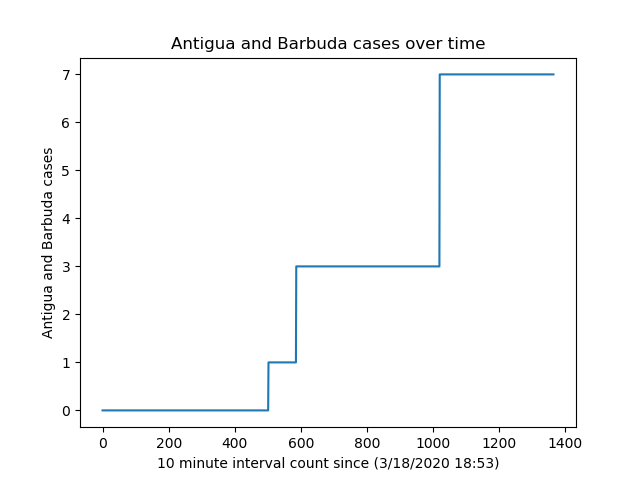 Antigua and Barbuda cases over time
7
6
5
4
3
2
1
0
Antigua and Barbuda cases
0 200 400 600 800 1000 1200 1400
10 minute interval count since (3/18/2020 18:53)